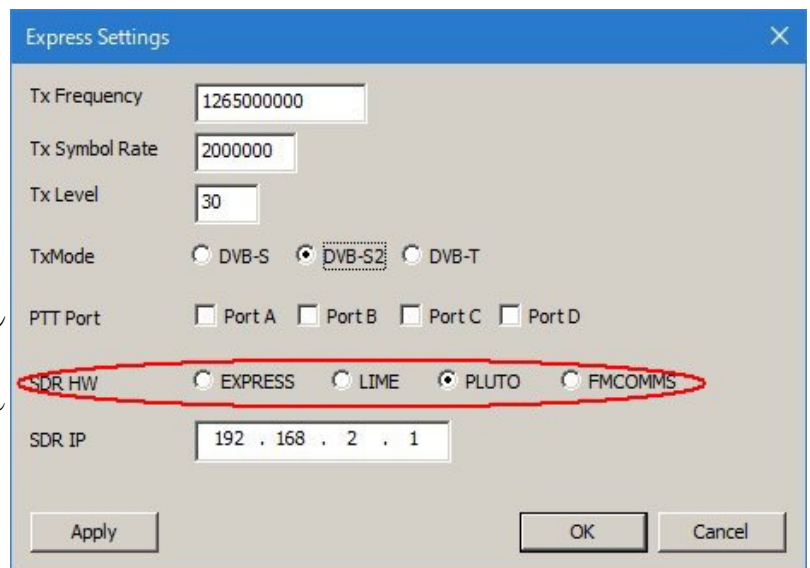 Express Settings
Tx Frequency 1265000000
Tx Symbol Rate 2000000
Tx Level 30
TxMode DVB-S DVB-S2 DVB-T
PTT Port Port A Port B Port C Port D
SDR HW EXPRESS LIME PLUTO FMCOMMS
SDR IP 192 . 168 . 2 . 1
Apply OK Cancel